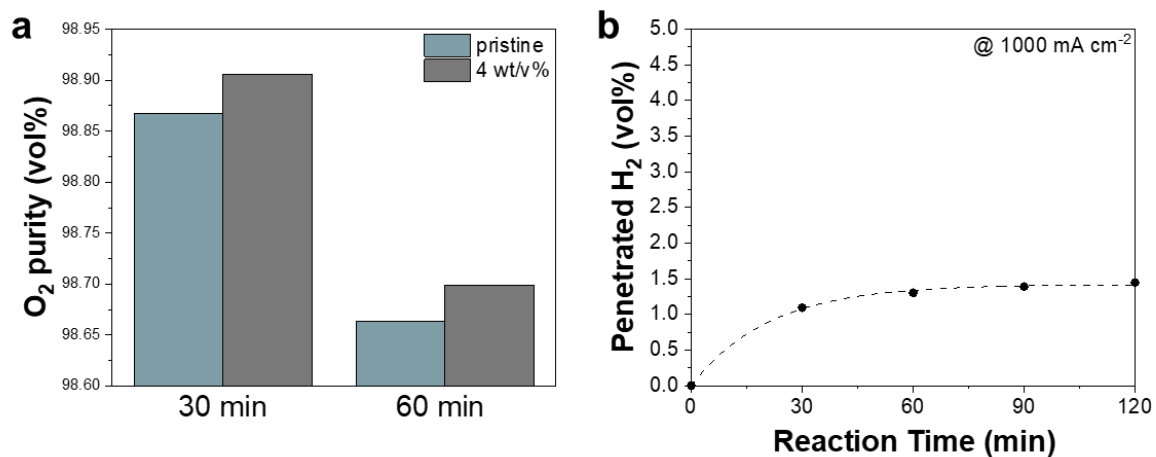 a
O₂ purity (vol%)
98.95
98.90
98.85
98.80
98.75
98.70
98.65
98.60
pristine
4 wt/v%
30 min
60 min
b
Penetrated H₂ (vol%)
5.0
4.5
4.0
3.5
3.0
2.5
2.0
1.5
1.0
0.5
0.0
@ 1000 mA cm⁻²
0
30
60
90
120
Reaction Time (min)